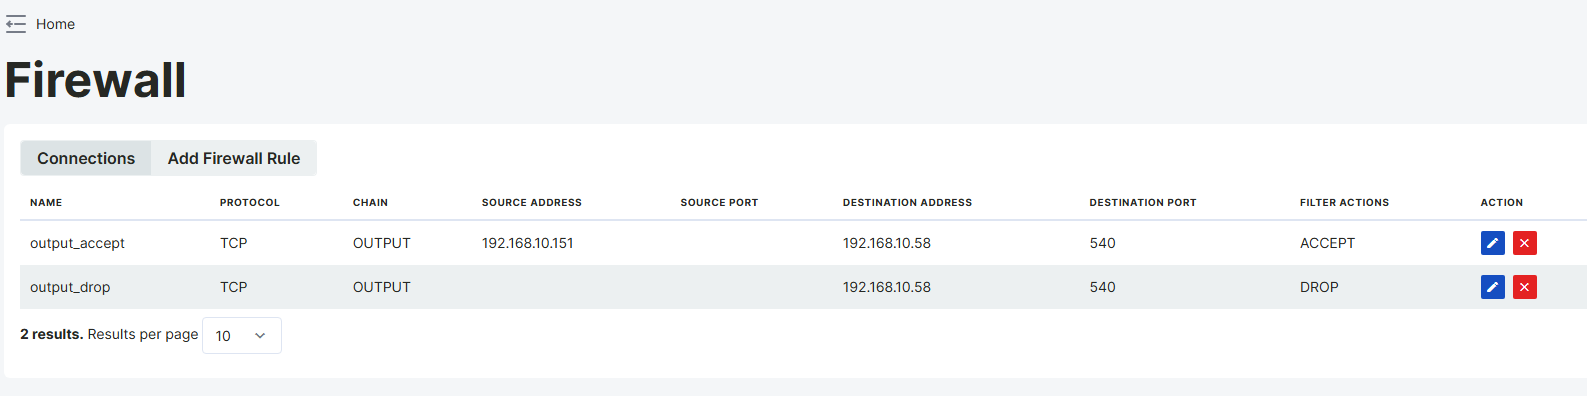 Home
Firewall
Connections Add Firewall Rule
NAME PROTOCOL CHAIN SOURCE ADDRESS SOURCE PORT DESTINATION ADDRESS DESTINATION PORT FILTER ACTIONS ACTION
output_accept TCP OUTPUT 192.168.10.151 192.168.10.58 540 ACCEPT
output_drop TCP OUTPUT 192.168.10.58 540 DROP
2 results. Results per page 10